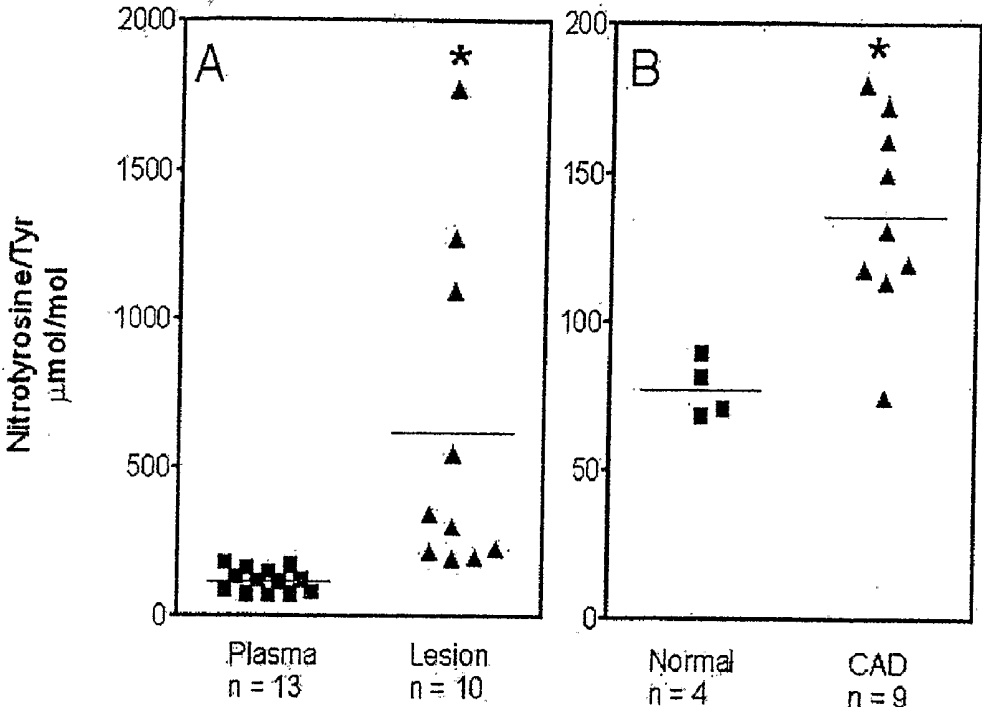 Nitrotyrosine/Tyr
μmol/mol
A
2000
1500
1000
500
0
*
Plasma
n = 13
Lesion
n = 10
B
200
150
100
50
0
*
Normal
n = 4
CAD
n = 9